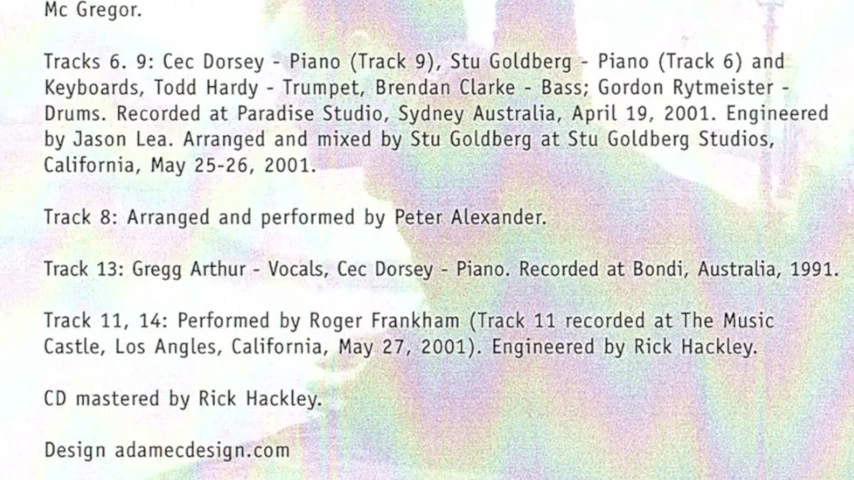 Mc Gregor.
Tracks 6. 9: Cec Dorsey - Piano (Track 9), Stu Goldberg - Piano (Track 6) and
Keyboards, Todd Hardy - Trumpet, Brendan Clarke - Bass; Gordon Rytmeister -
Drums. Recorded at Paradise Studio, Sydney Australia, April 19, 2001. Engineered
by Jason Lea. Arranged and mixed by Stu Goldberg at Stu Goldberg Studios,
California, May 25-26, 2001.
Track 8: Arranged and performed by Peter Alexander.
Track 13: Gregg Arthur - Vocals, Cec Dorsey - Piano. Recorded at Bondi, Australia, 1991.
Track 11, 14: Performed by Roger Frankham (Track 11 recorded at The Music
Castle, Los Angles, California, May 27, 2001). Engineered by Rick Hackley.
CD mastered by Rick Hackley.
Design adamecdesign.com